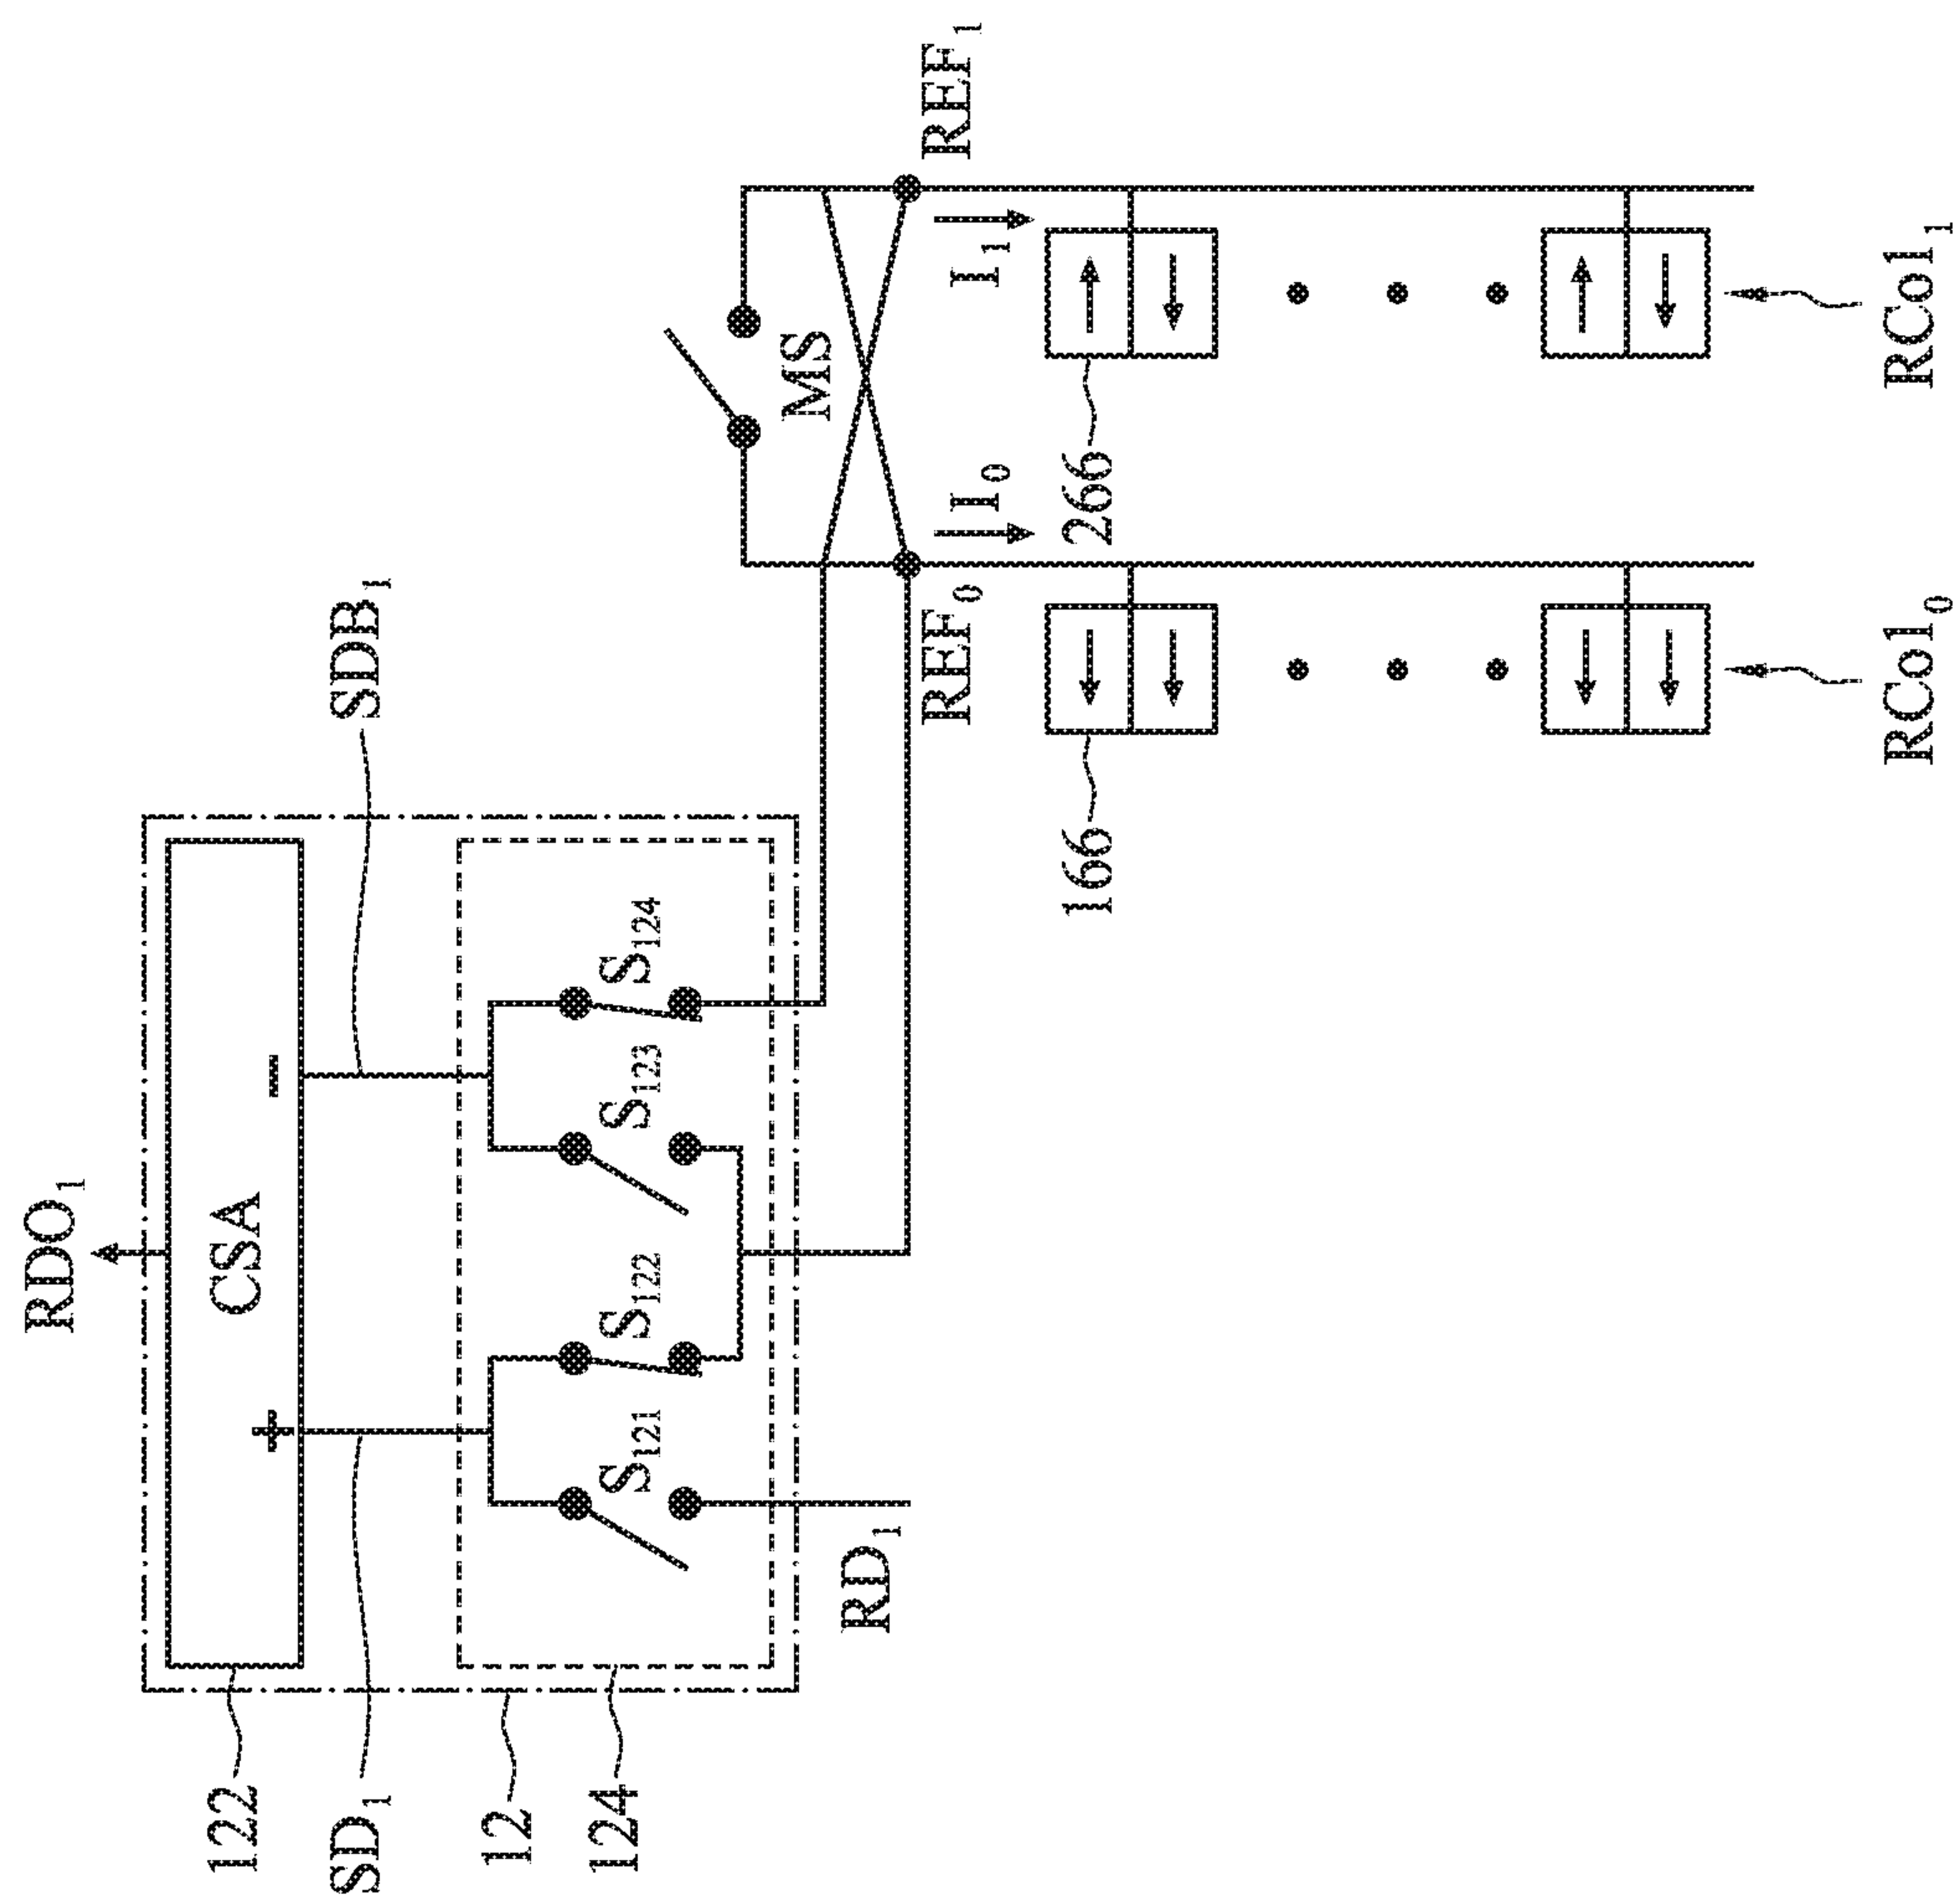 RDO₁
CSA
+
−
122
SD₁
SDB₁
12
124
S₁₂₁
S₁₂₂
S₁₂₃
S₁₂₄
RD₁
MS
REF₀
REF₁
I₀
I₁
166
266
RCol₀
RCol₁